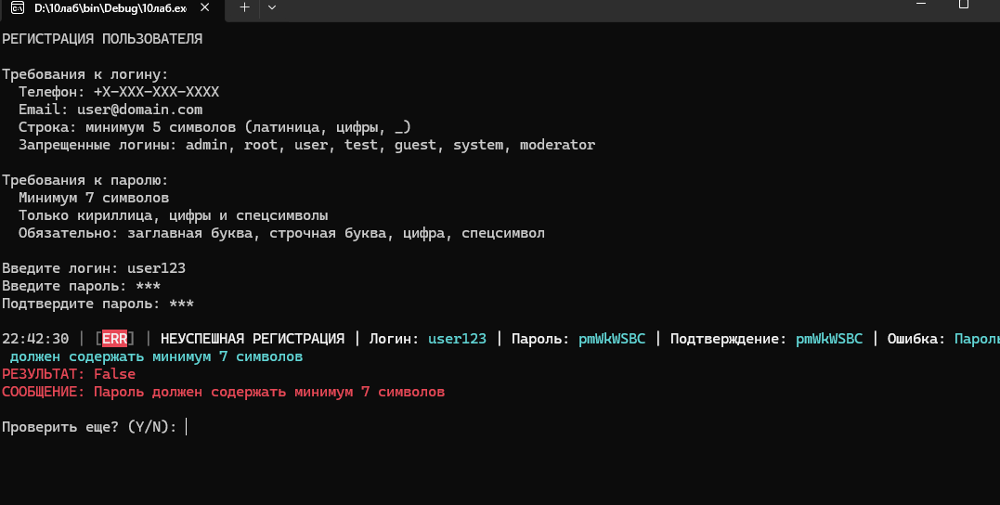 D:\10лаб\bin\Debug\10лаб.exe
РЕГИСТРАЦИЯ ПОЛЬЗОВАТЕЛЯ
Требования к логину:
Телефон: +X-XXX-XXX-XXXX
Email: user@domain.com
Строка: минимум 5 символов (латиница, цифры, _)
Запрещенные логины: admin, root, user, test, guest, system, moderator
Требования к паролю:
Минимум 7 символов
Только кириллица, цифры и спецсимволы
Обязательно: заглавная буква, строчная буква, цифра, спецсимвол
Введите логин: user123
Введите пароль: ***
Подтвердите пароль: ***
22:42:30 | [ERR] | НЕУСПЕШНАЯ РЕГИСТРАЦИЯ | Логин: user123 | Пароль: pmWkWSBC | Подтверждение: pmWkWSBC | Ошибка: Пароль
должен содержать минимум 7 символов
РЕЗУЛЬТАТ: False
СООБЩЕНИЕ: Пароль должен содержать минимум 7 символов
Проверить еще? (Y/N):